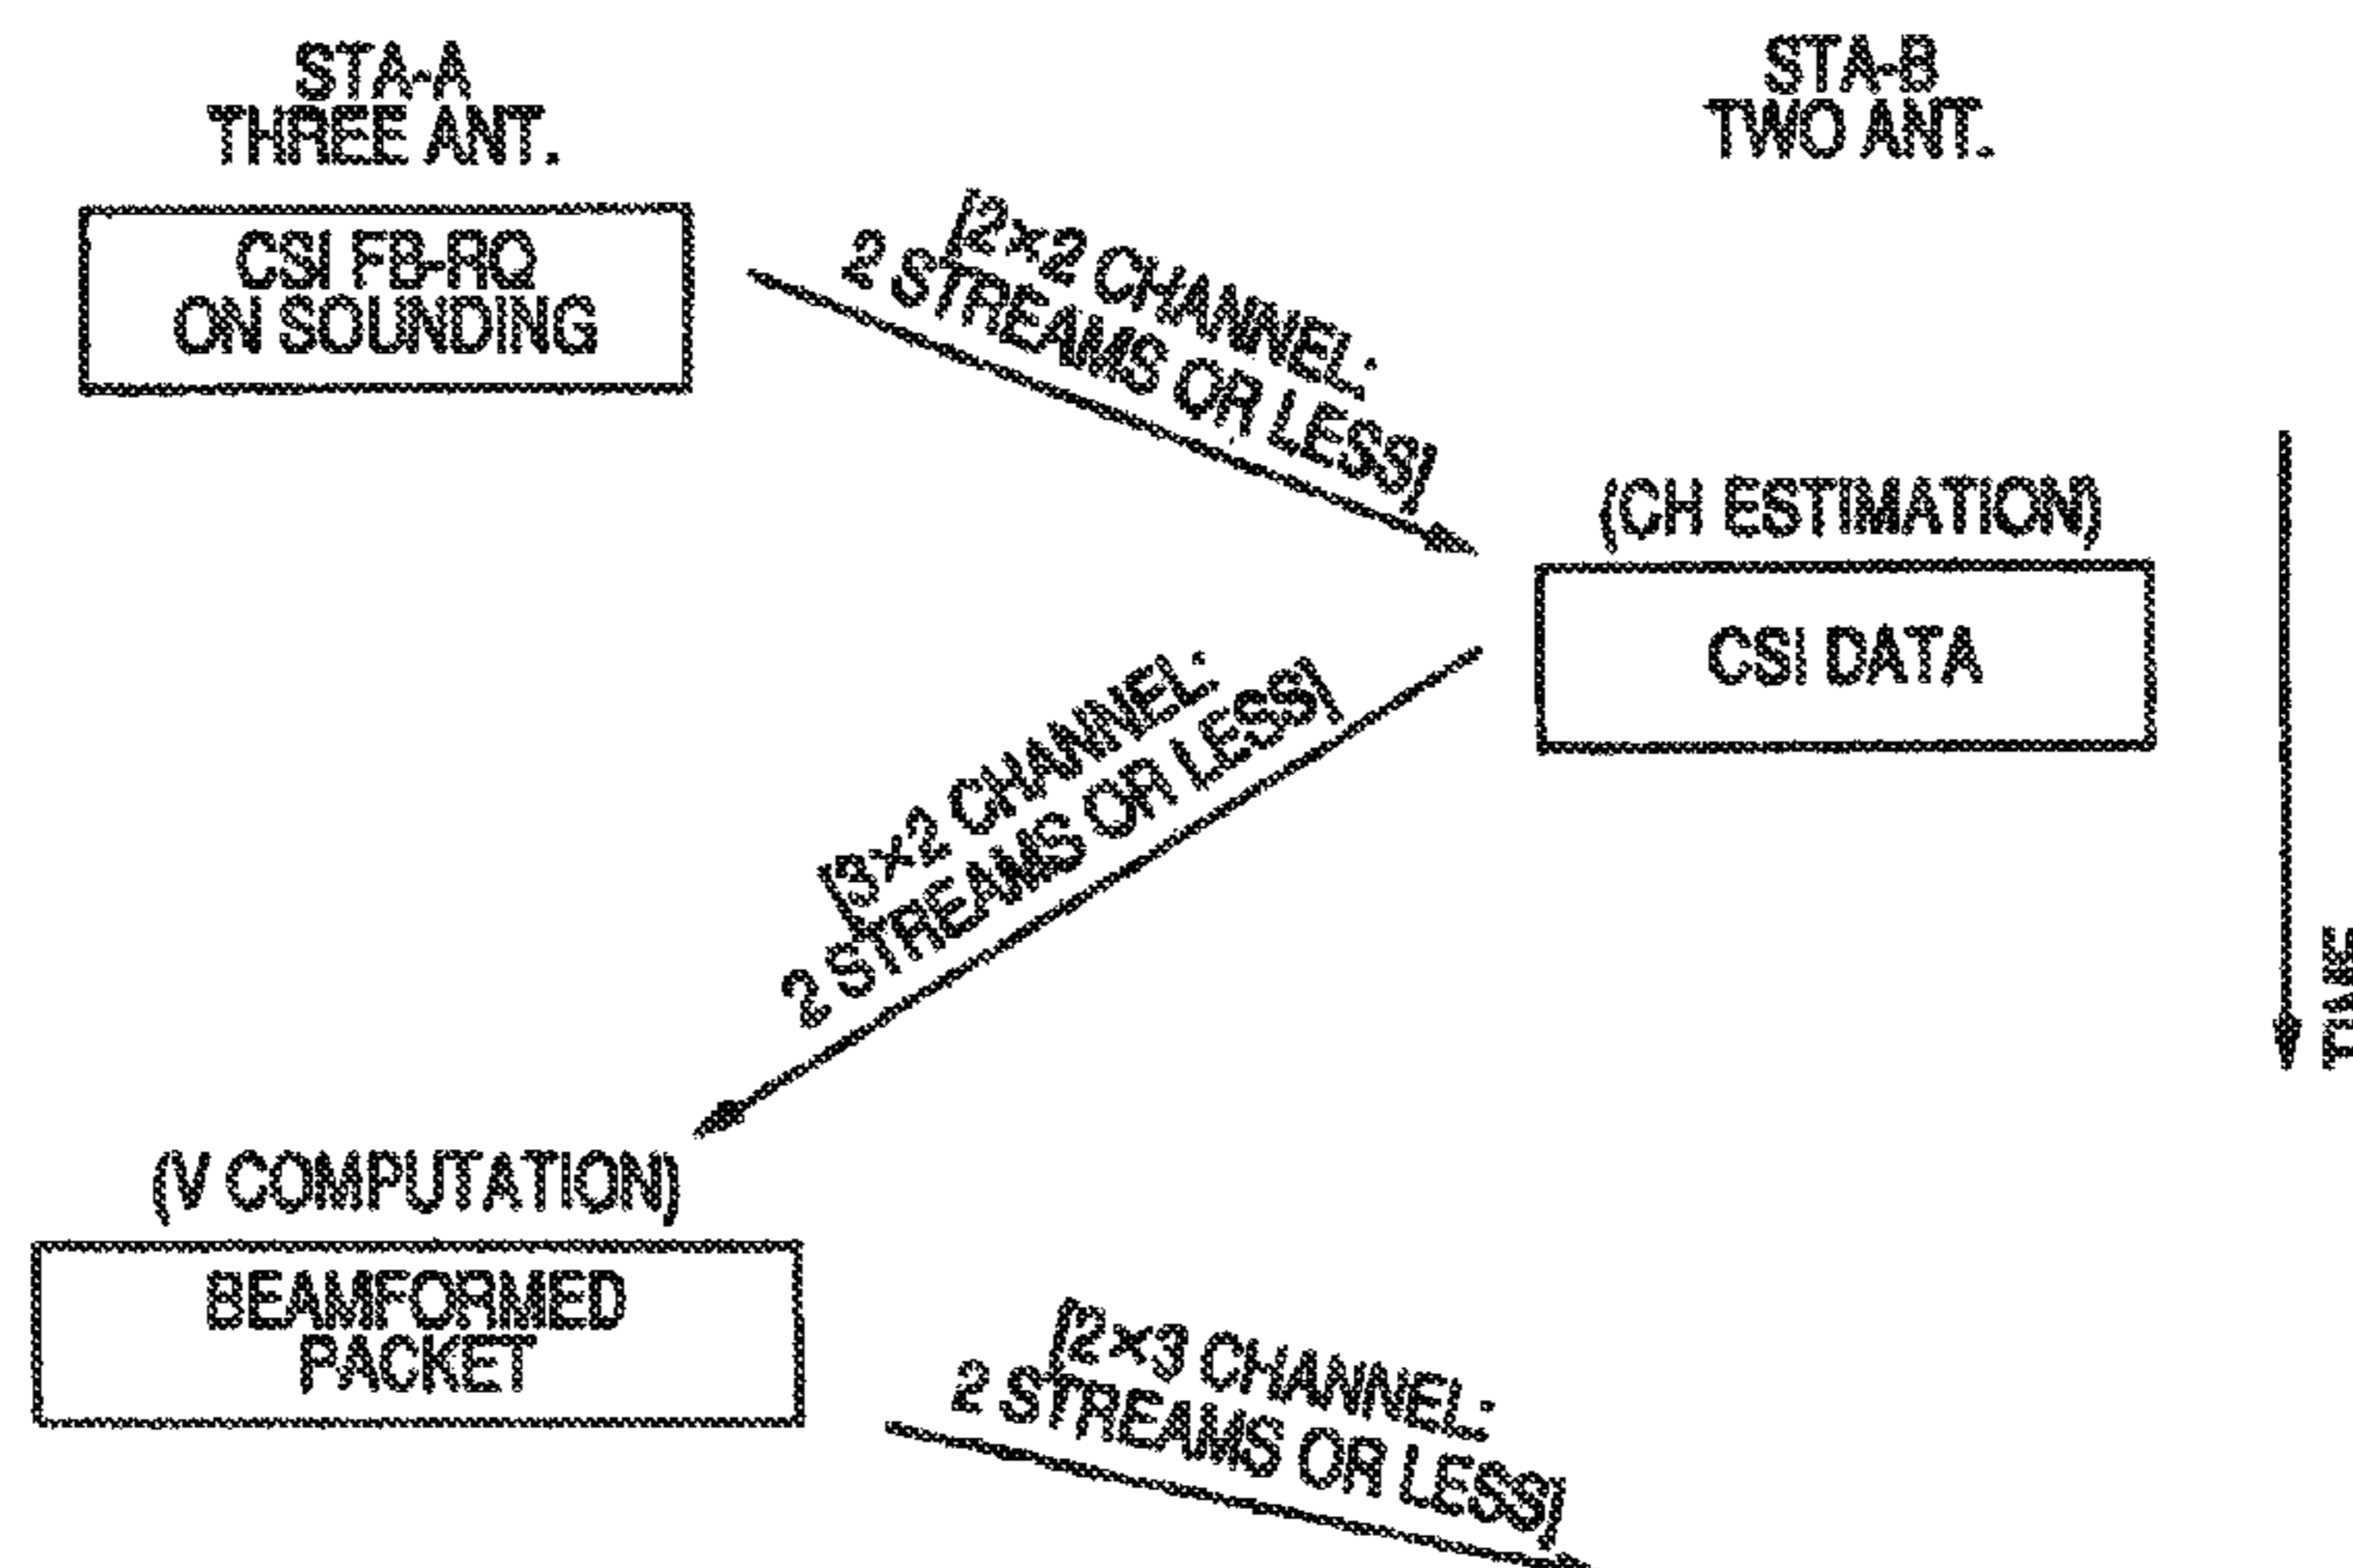 STA-A
THREE ANT.
STA-B
TWO ANT.
CSI FB-RQ
ON SOUNDING
[2×2 CHANNEL:
2 STREAMS OR LESS]
(CH ESTIMATION)
CSI DATA
[3×2 CHANNEL:
2 STREAMS OR LESS]
TIME
(V COMPUTATION)
BEAMFORMED
PACKET
[2×3 CHANNEL:
2 STREAMS OR LESS]